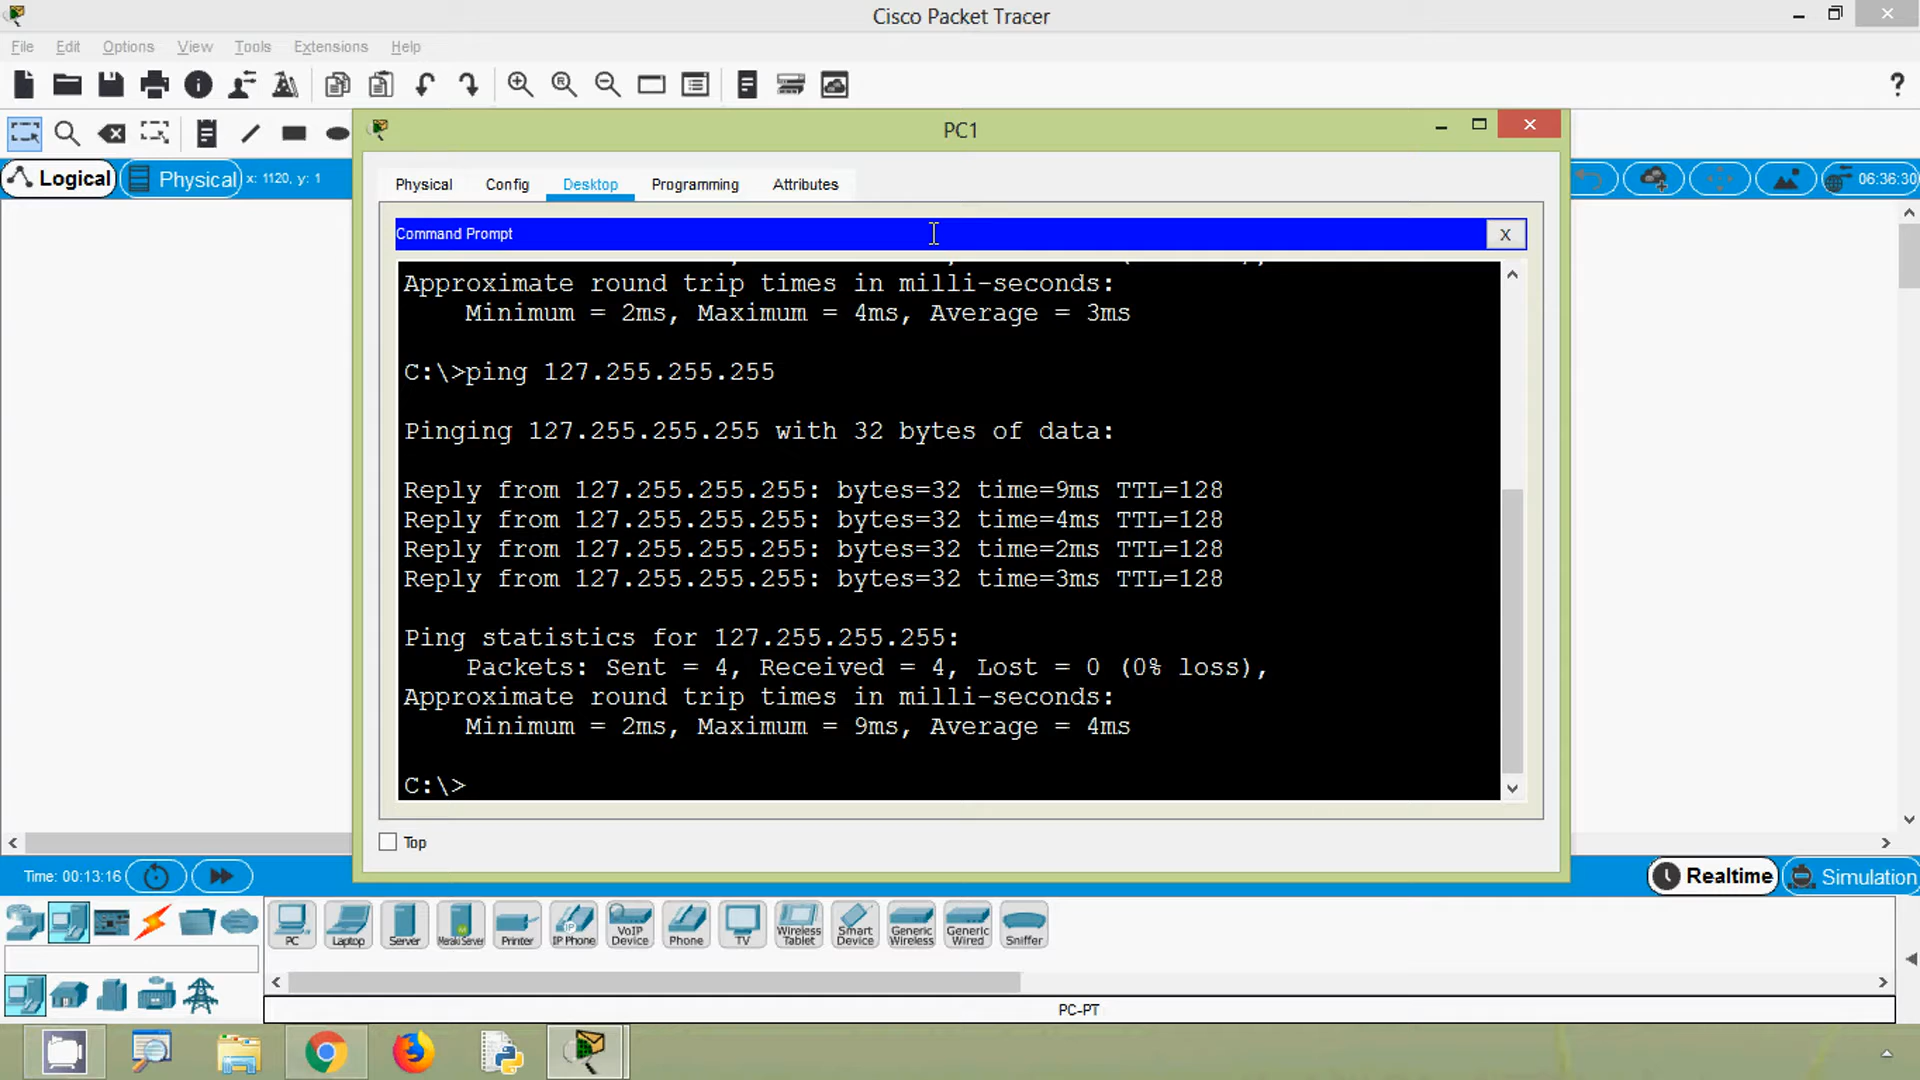 Cisco Packet Tracer
File Edit Options View Tools Extensions Help
PC1
Logical Physical x: 1120, y: 1
06:36:30
Physical Config Desktop Programming Attributes
Command Prompt X
Approximate round trip times in milli-seconds:
Minimum = 2ms, Maximum = 4ms, Average = 3ms
C:\>ping 127.255.255.255
Pinging 127.255.255.255 with 32 bytes of data:
Reply from 127.255.255.255: bytes=32 time=9ms TTL=128
Reply from 127.255.255.255: bytes=32 time=4ms TTL=128
Reply from 127.255.255.255: bytes=32 time=2ms TTL=128
Reply from 127.255.255.255: bytes=32 time=3ms TTL=128
Ping statistics for 127.255.255.255:
Packets: Sent = 4, Received = 4, Lost = 0 (0% loss),
Approximate round trip times in milli-seconds:
Minimum = 2ms, Maximum = 9ms, Average = 4ms
C:\>
Top
Time: 00:13:16
Realtime Simulation
PC Laptop Server Meraki Server Printer IP Phone VoIP Device Phone TV Wireless Tablet Smart Device Generic Wireless Generic Wired Sniffer
PC-PT